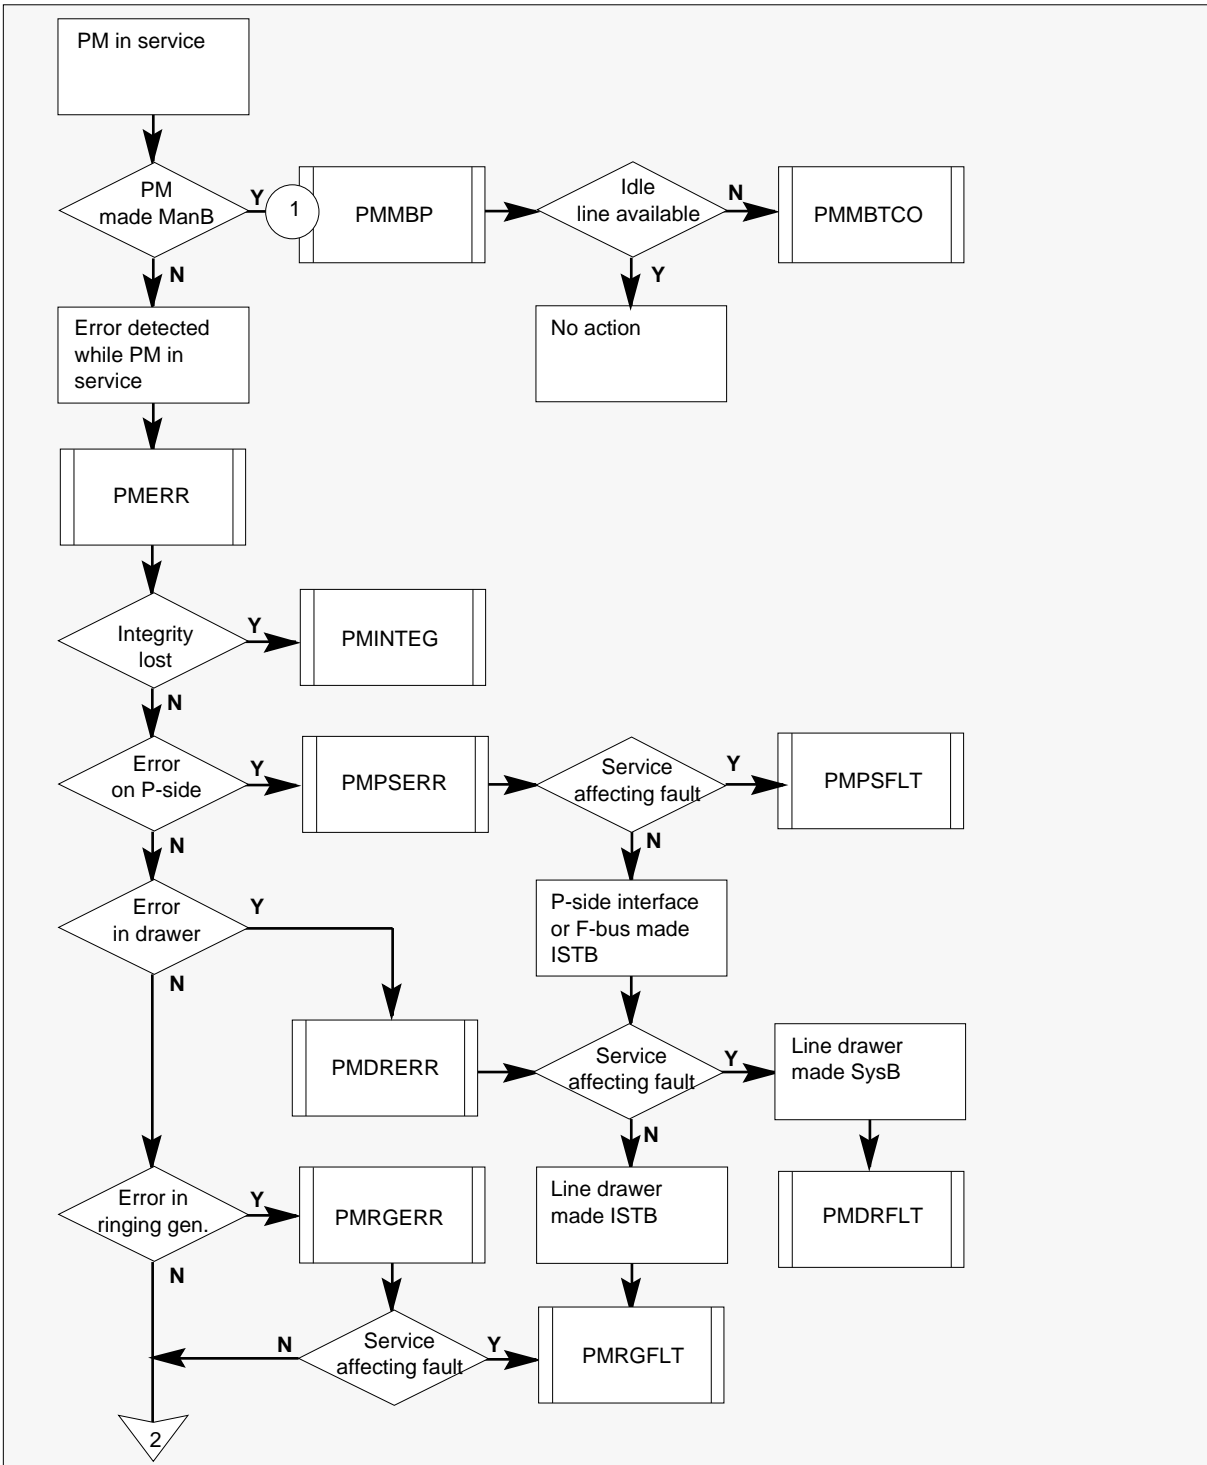 PM in service
PM
made ManB
Y
1
PMMBP
Idle
line available
N
PMMBTCO
N
Y
Error detected
while PM in
service
No action
PMERR
Integrity
lost
Y
PMINTEG
N
Error
on P-side
Y
PMPSERR
Service
affecting fault
Y
PMPSFLT
N
N
Error
in drawer
Y
P-side interface
or F-bus made
ISTB
N
PMDRERR
Service
affecting fault
Y
Line drawer
made SysB
N
Error in
ringing gen.
Y
PMRGERR
Line drawer
made ISTB
PMDRFLT
N
N
Service
affecting fault
Y
PMRGFLT
2